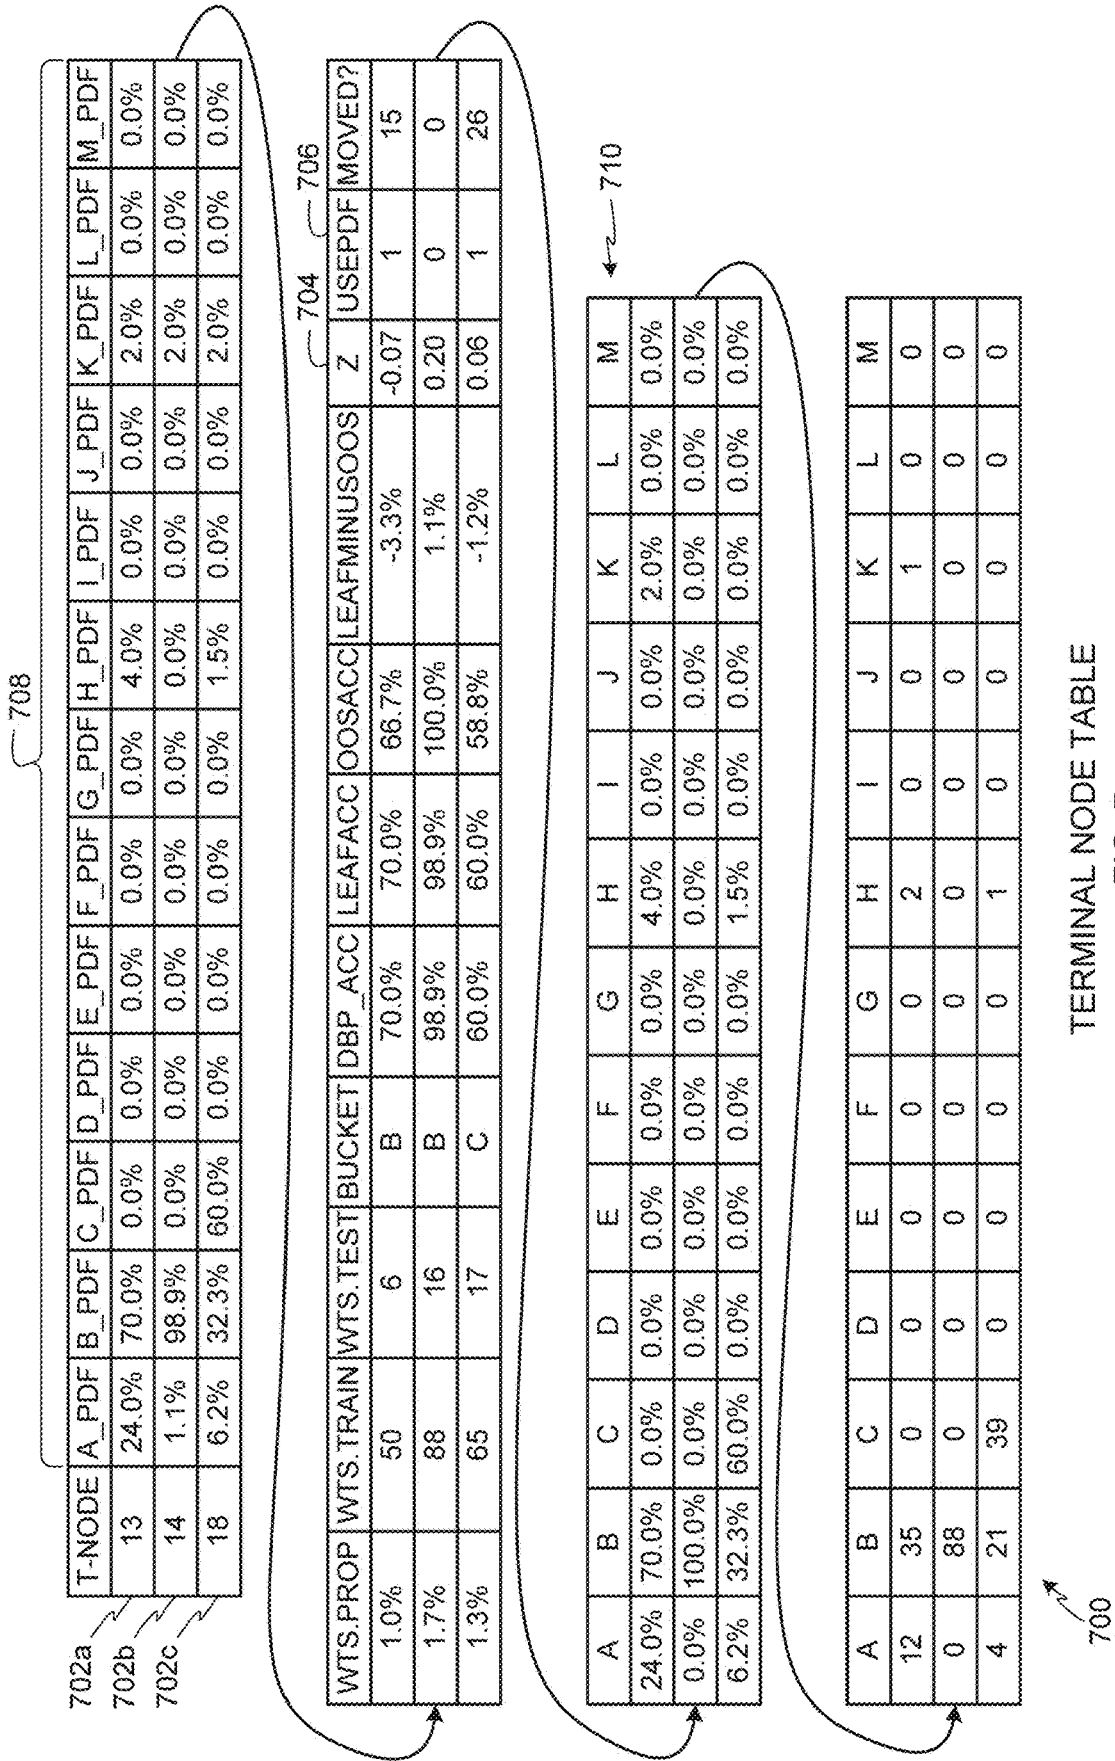 708
T-NODE A_PDF B_PDF C_PDF D_PDF E_PDF F_PDF G_PDF H_PDF I_PDF J_PDF K_PDF L_PDF M_PDF
702a 13 24.0% 70.0% 0.0% 0.0% 0.0% 0.0% 0.0% 4.0% 0.0% 0.0% 2.0% 0.0% 0.0%
702b 14 1.1% 98.9% 0.0% 0.0% 0.0% 0.0% 0.0% 0.0% 0.0% 0.0% 2.0% 0.0% 0.0%
702c 18 6.2% 32.3% 60.0% 0.0% 0.0% 0.0% 0.0% 1.5% 0.0% 0.0% 2.0% 0.0% 0.0%
704 706
WTS.PROP WTS.TRAIN WTS.TEST BUCKET DBP_ACC LEAFACC OOSACC LEAFMINUSOOS Z USEPDF MOVED?
1.0% 50 6 B 70.0% 70.0% 66.7% -3.3% -0.07 1 15
1.7% 88 16 B 98.9% 98.9% 100.0% 1.1% 0.20 0 0
1.3% 65 17 C 60.0% 60.0% 58.8% -1.2% 0.06 1 26
710
A B C D E F G H I J K L M
24.0% 70.0% 0.0% 0.0% 0.0% 0.0% 0.0% 4.0% 0.0% 0.0% 2.0% 0.0% 0.0%
0.0% 100.0% 0.0% 0.0% 0.0% 0.0% 0.0% 0.0% 0.0% 0.0% 0.0% 0.0% 0.0%
6.2% 32.3% 60.0% 0.0% 0.0% 0.0% 0.0% 1.5% 0.0% 0.0% 0.0% 0.0% 0.0%
A B C D E F G H I J K L M
12 35 0 0 0 0 0 2 0 0 1 0 0
0 88 0 0 0 0 0 0 0 0 0 0 0
4 21 39 0 0 0 0 1 0 0 0 0 0
700
TERMINAL NODE TABLE